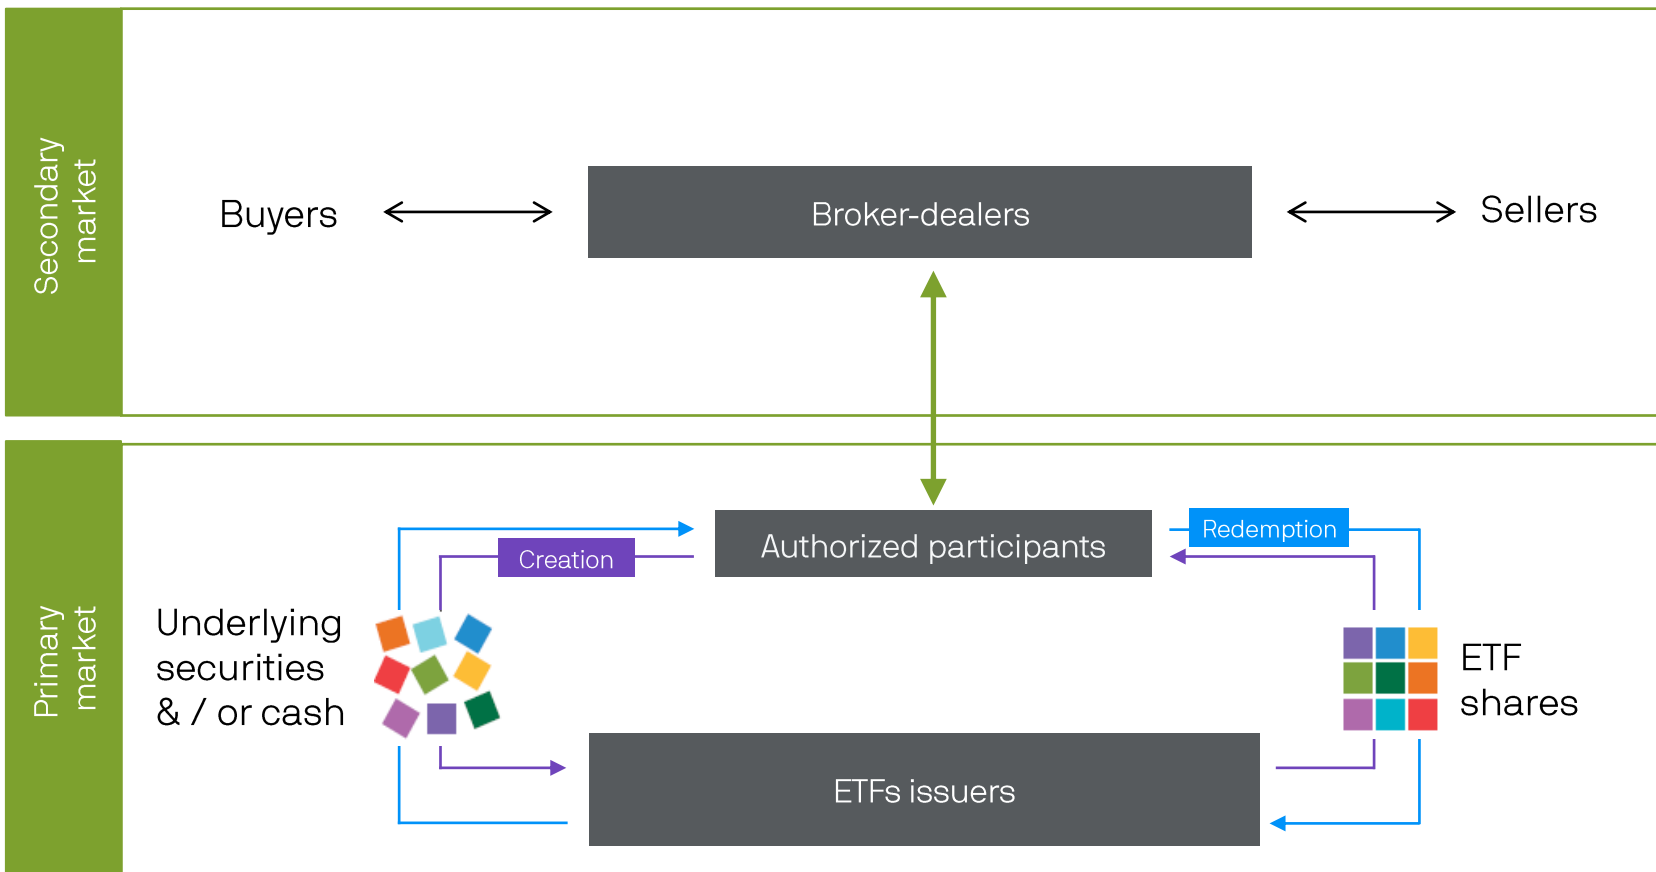 Secondary
market
Buyers
Broker-dealers
Sellers
Primary
market
Authorized participants
Redemption
Creation
Underlying
securities
& / or cash
ETF
shares
ETFs issuers